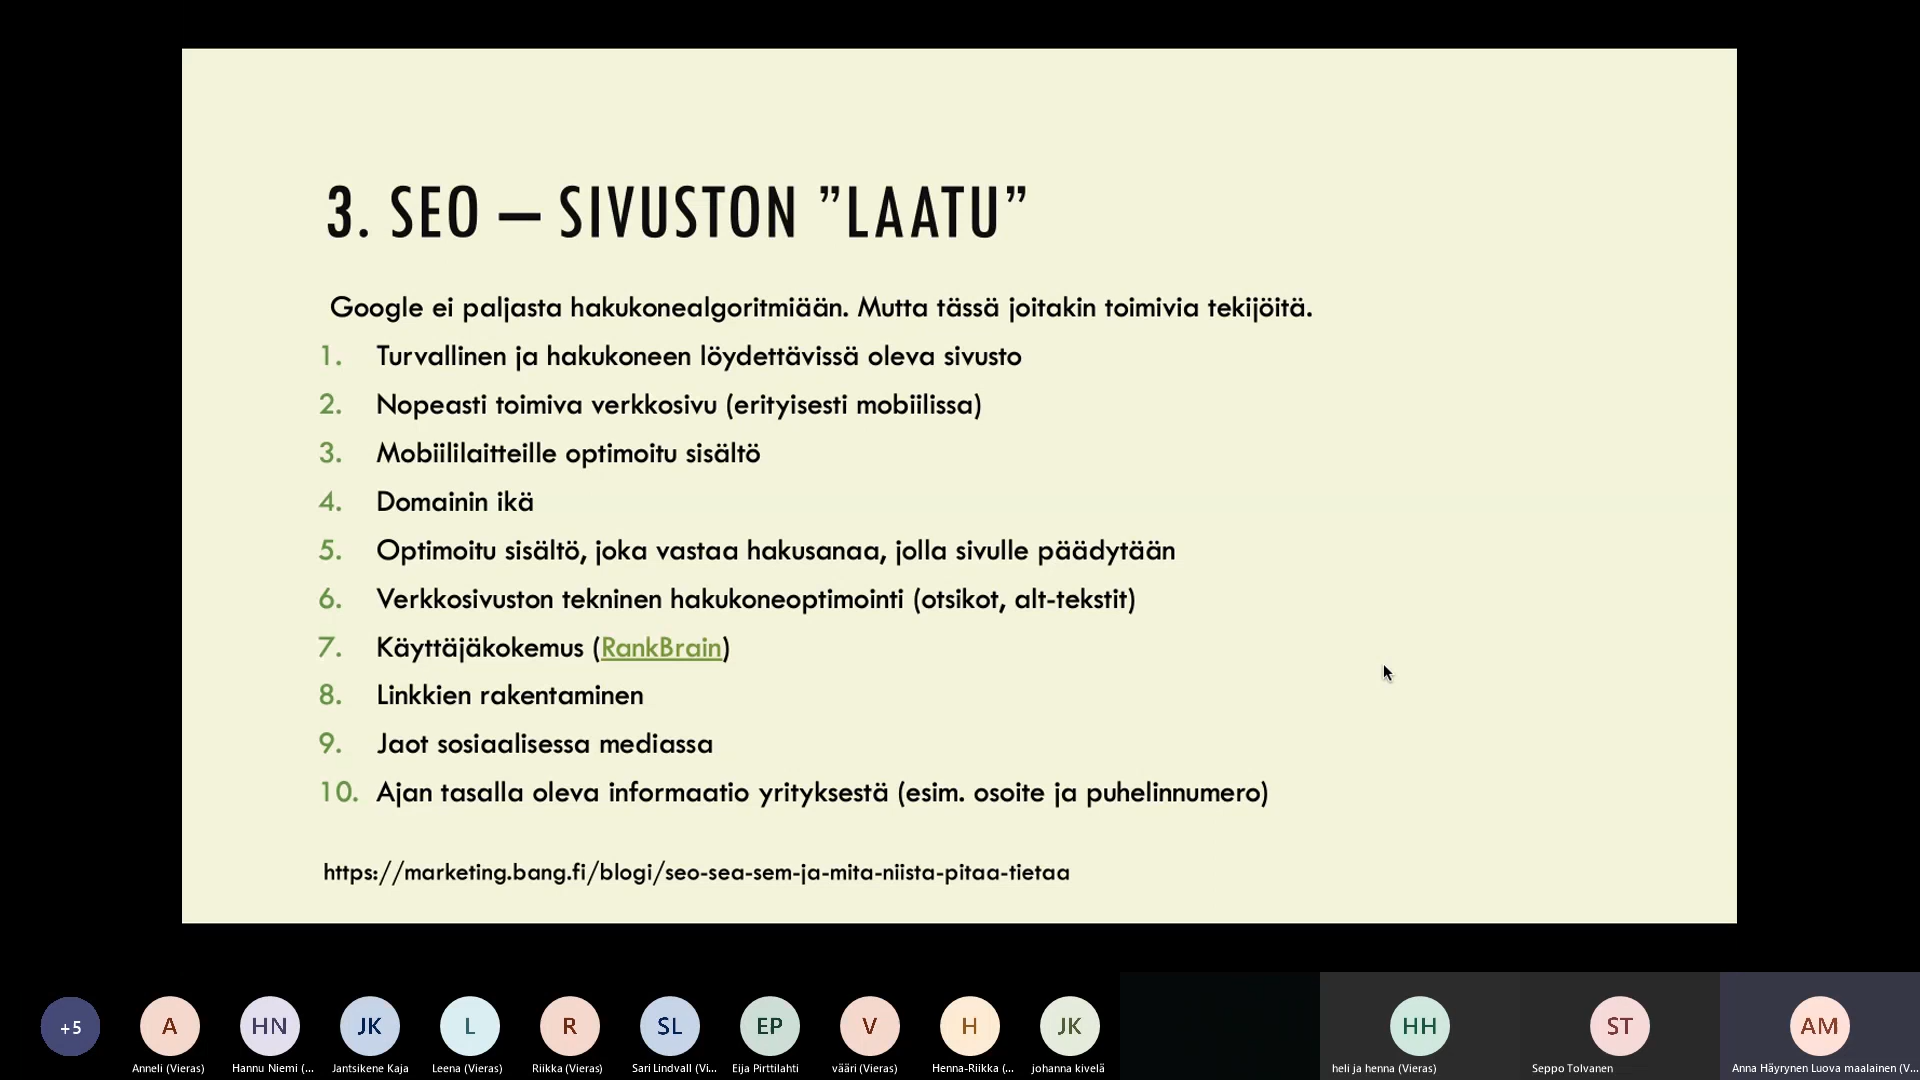 3. SEO – SIVUSTON ”LAATU”
Google ei paljasta hakukonealgoritmiään. Mutta tässä joitakin toimivia tekijöitä.
1. Turvallinen ja hakukoneen löydettävissä oleva sivusto
2. Nopeasti toimiva verkkosivu (erityisesti mobiilissa)
3. Mobiililaitteille optimoitu sisältö
4. Domainin ikä
5. Optimoitu sisältö, joka vastaa hakusanaa, jolla sivulle päädytään
6. Verkkosivuston tekninen hakukoneoptimointi (otsikot, alt-tekstit)
7. Käyttäjäkokemus (RankBrain)
8. Linkkien rakentaminen
9. Jaot sosiaalisessa mediassa
10. Ajan tasalla oleva informaatio yrityksestä (esim. osoite ja puhelinnumero)
https://marketing.bang.fi/blogi/seo-sea-sem-ja-mita-niista-pitaa-tietaa
+5 A HN JK L R SL EP V H JK HH ST AM
Anneli (Vieras) Hannu Niemi (... Jantsikene Kaja Leena (Vieras) Riikka (Vieras) Sari Lindvall (Vi... Eija Pirttilahti vääri (Vieras) Henna-Riikka (... johanna kivelä heli ja henna (Vieras) Seppo Tolvanen Anna Häyrynen Luova maalainen (V...